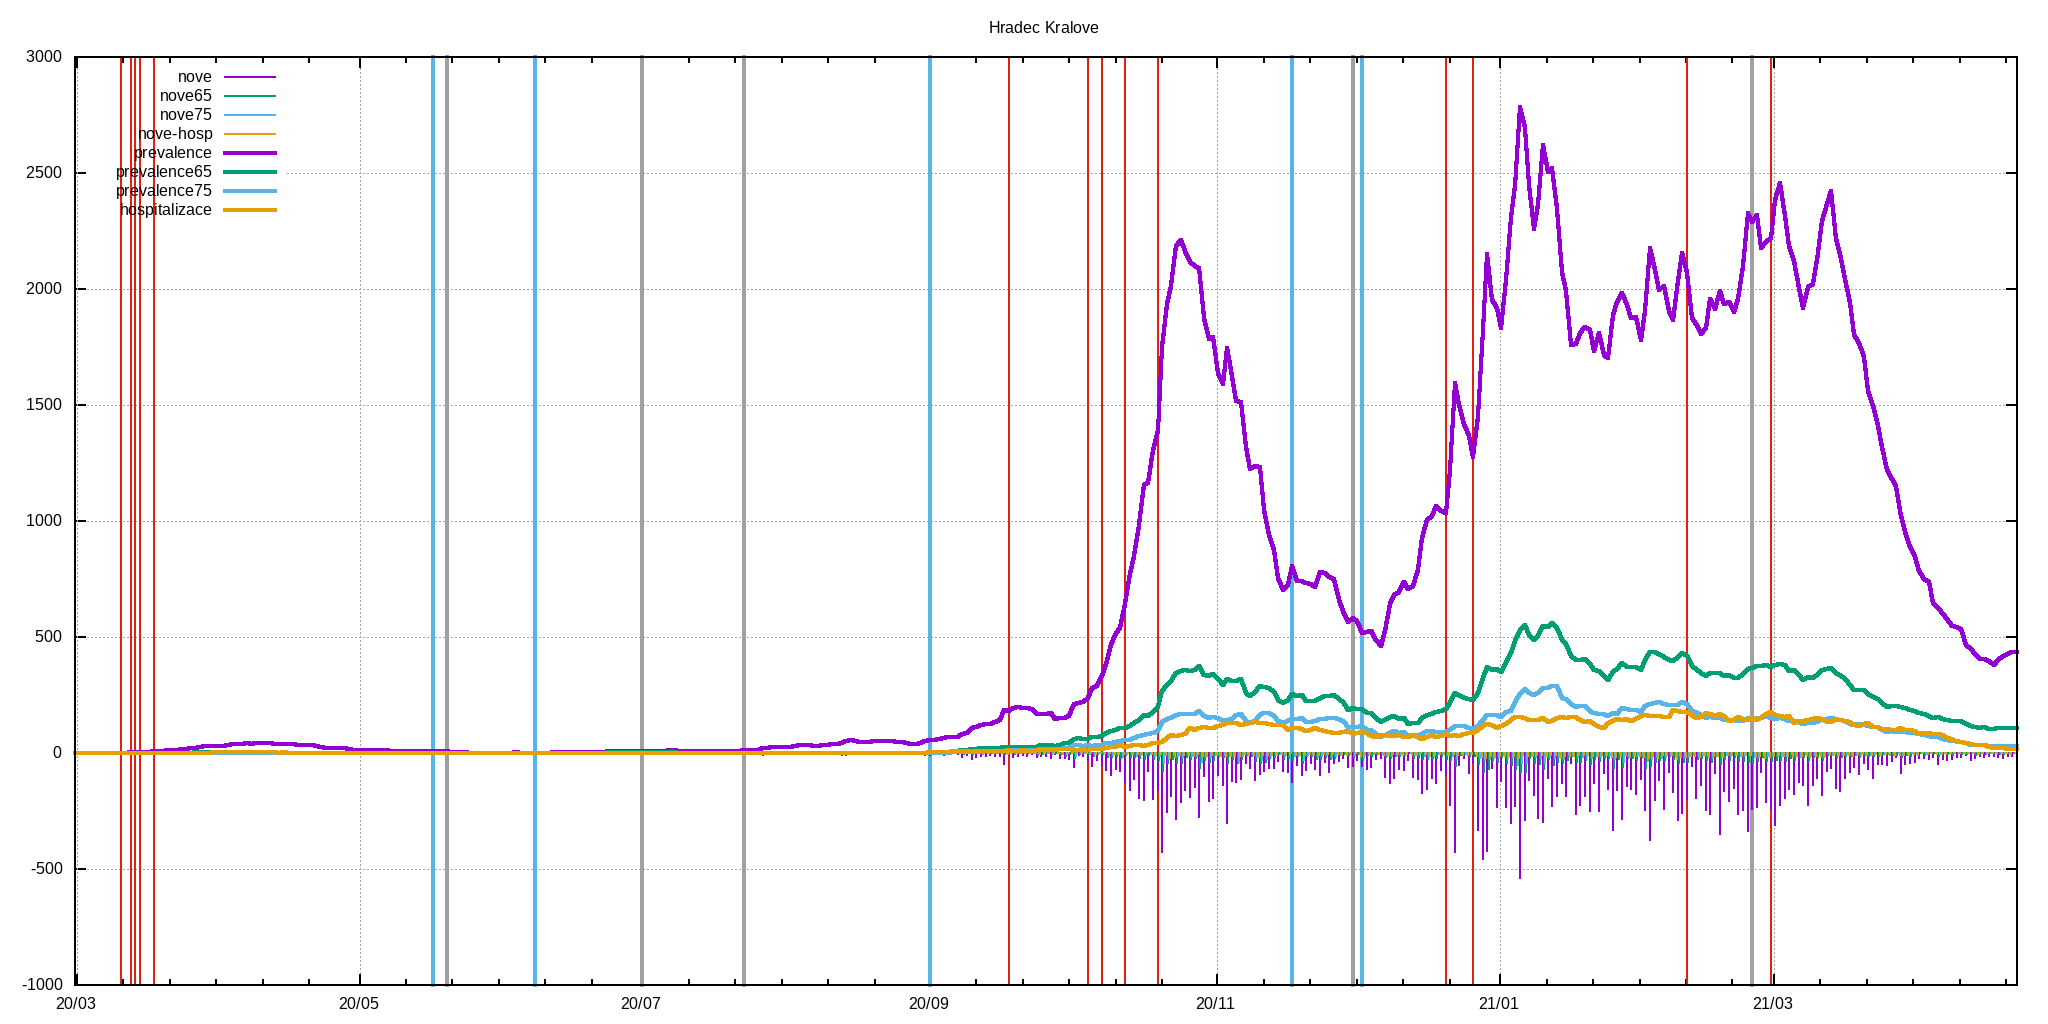 Hradec Kralove
3000
2500
2000
1500
1000
500
0
-500
-1000
nove
nove65
nove75
nove-hosp
prevalence
prevalence65
prevalence75
hospitalizace
20/03
20/05
20/07
20/09
20/11
21/01
21/03